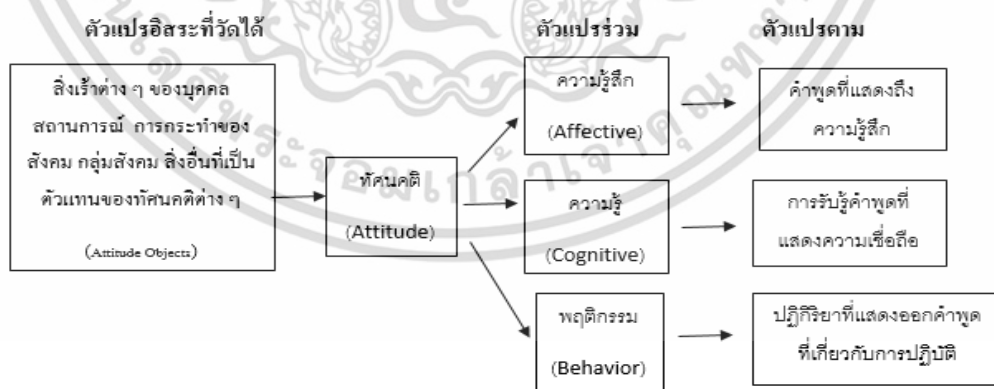 ตัวแปรอิสระที่วัดได้
ตัวแปรร่วม
ตัวแปรตาม
สิ่งเร้าต่าง ๆ ของบุคคล
สถานการณ์ การกระทำของ
สังคม กลุ่มสังคม สิ่งอื่นที่เป็น
ตัวแทนของทัศนคติต่าง ๆ
(Attitude Objects)
ทัศนคติ
(Attitude)
ความรู้สึก
(Affective)
คำพูดที่แสดงถึง
ความรู้สึก
ความรู้
(Cognitive)
การรับรู้คำพูดที่
แสดงความเชื่อถือ
พฤติกรรม
(Behavior)
ปฏิกิริยาที่แสดงออกคำพูด
ที่เกี่ยวกับการปฏิบัติ